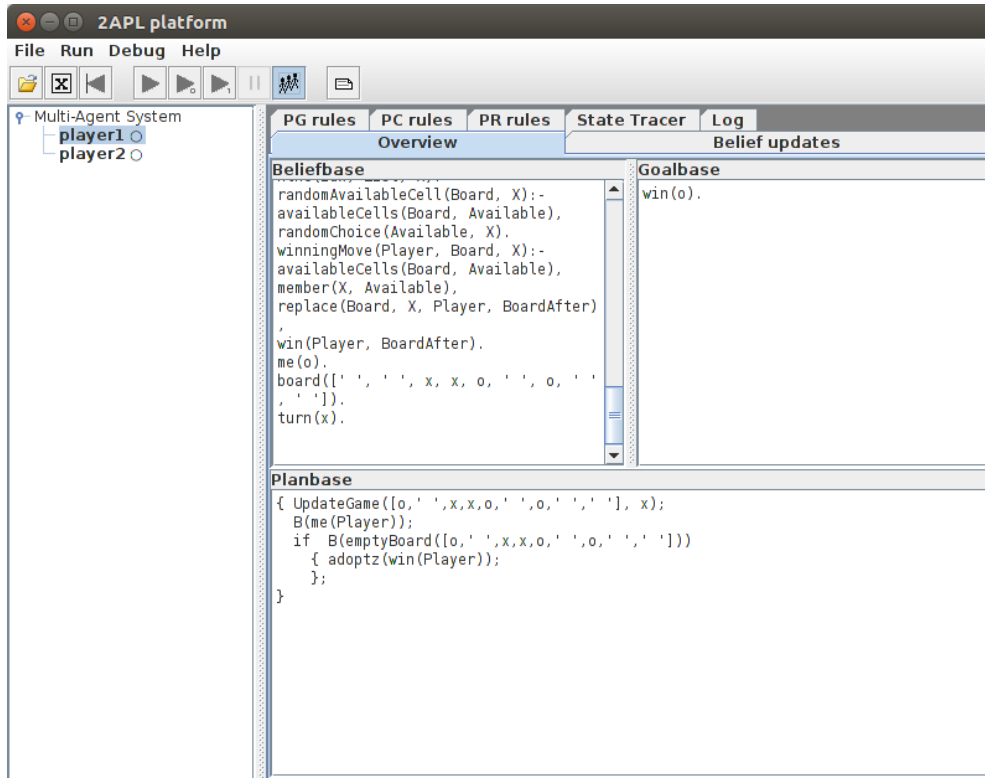 2APL platform
File Run Debug Help
Multi-Agent System
player1
player2
PG rules PC rules PR rules State Tracer Log
Overview Belief updates
Beliefbase
randomAvailableCell(Board, X):-
availableCells(Board, Available),
randomChoice(Available, X).
winningMove(Player, Board, X):-
availableCells(Board, Available),
member(X, Available),
replace(Board, X, Player, BoardAfter)
,
win(Player, BoardAfter).
me(o).
board([' ', ' ', x, x, o, ' ', o, ' '
, ' ']).
turn(x).
Goalbase
win(o).
Planbase
{ UpdateGame([o,' ',x,x,o,' ',o,' ',' '], x);
B(me(Player));
if B(emptyBoard([o,' ',x,x,o,' ',o,' ',' ']))
{ adoptz(win(Player));
};
}